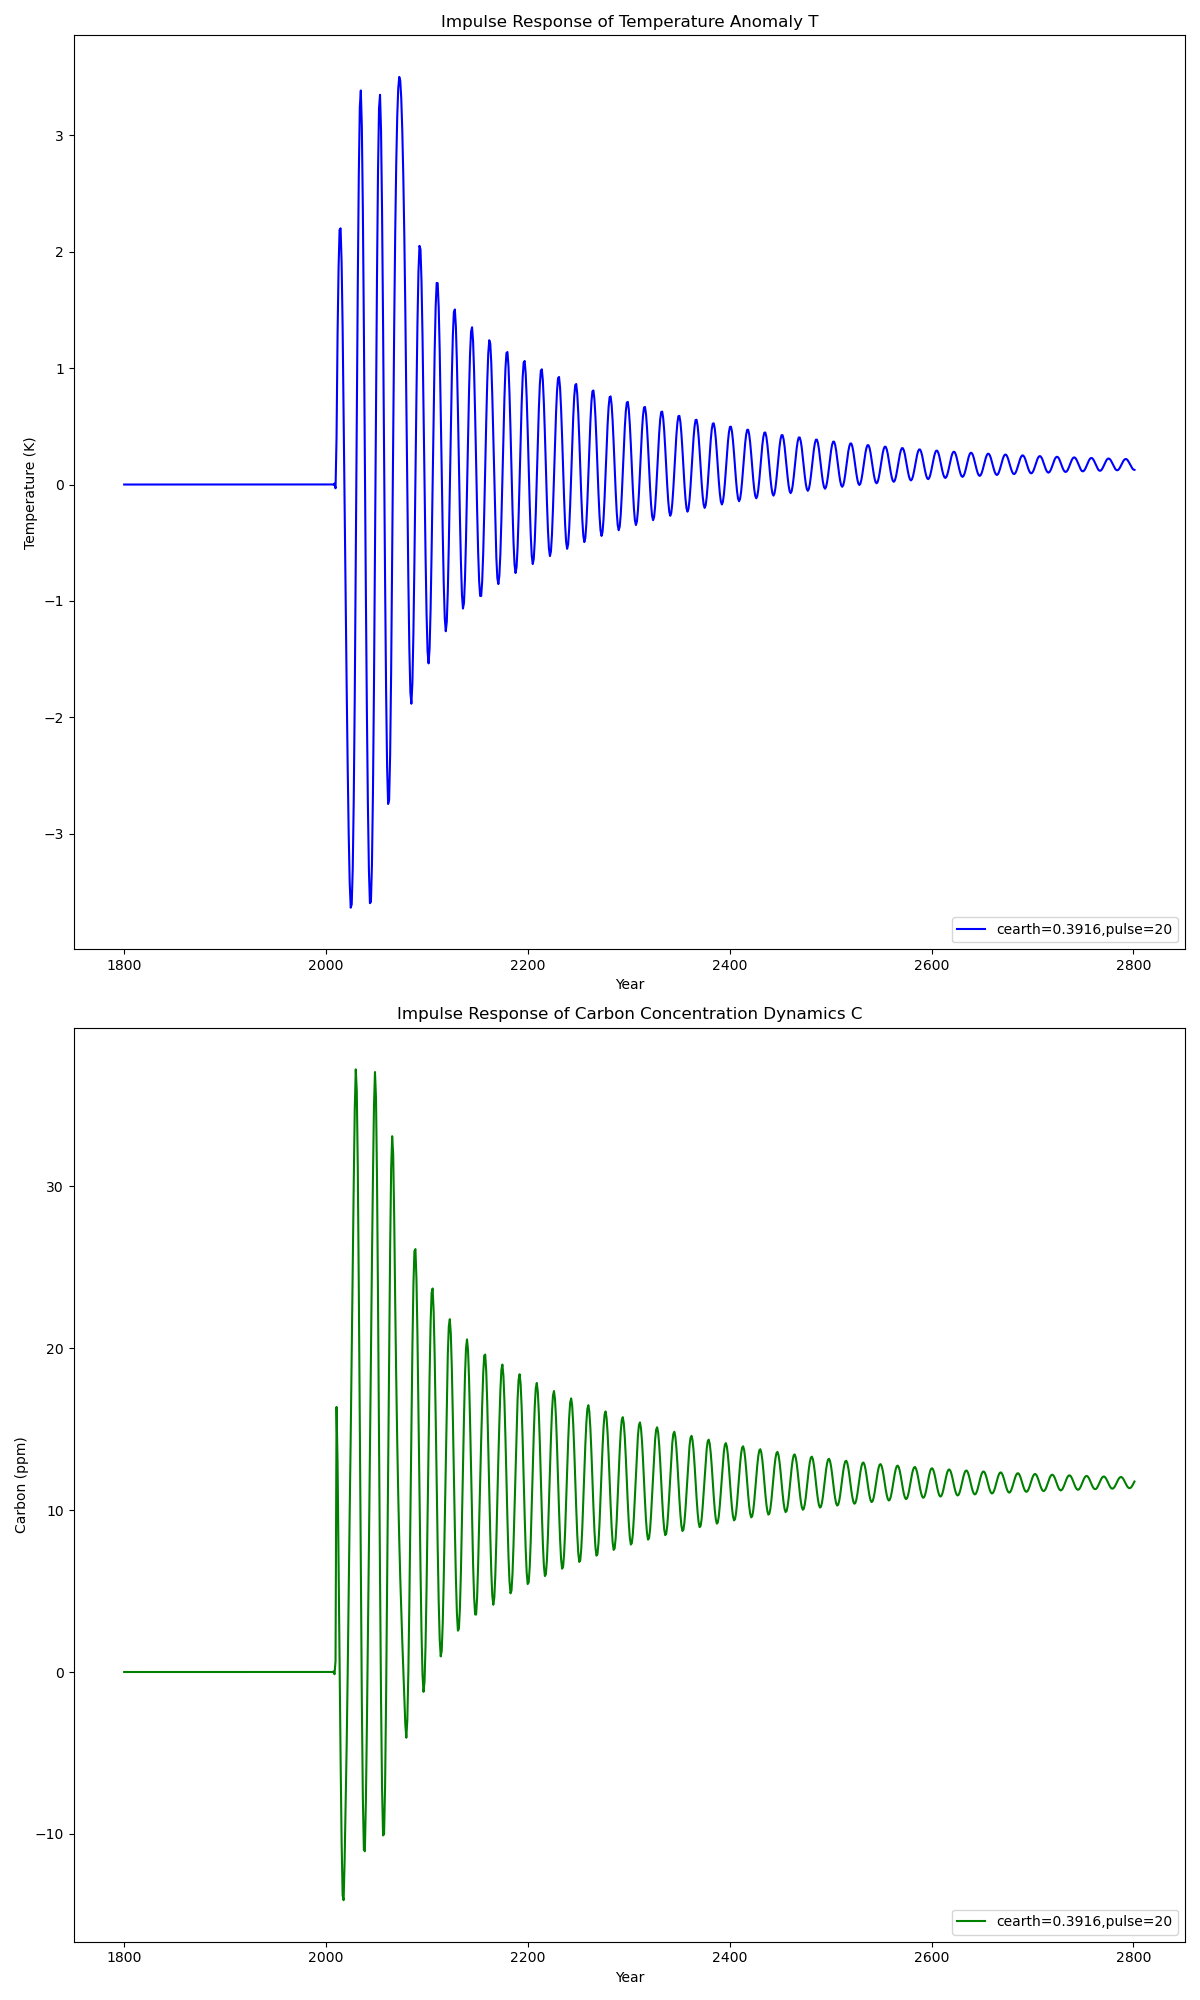 Impulse Response of Temperature Anomaly T
Temperature (K)
3
2
1
0
−1
−2
−3
cearth=0.3916,pulse=20
1800 2000 2200 2400 2600 2800
Year
Impulse Response of Carbon Concentration Dynamics C
Carbon (ppm)
30
20
10
0
−10
cearth=0.3916,pulse=20
1800 2000 2200 2400 2600 2800
Year